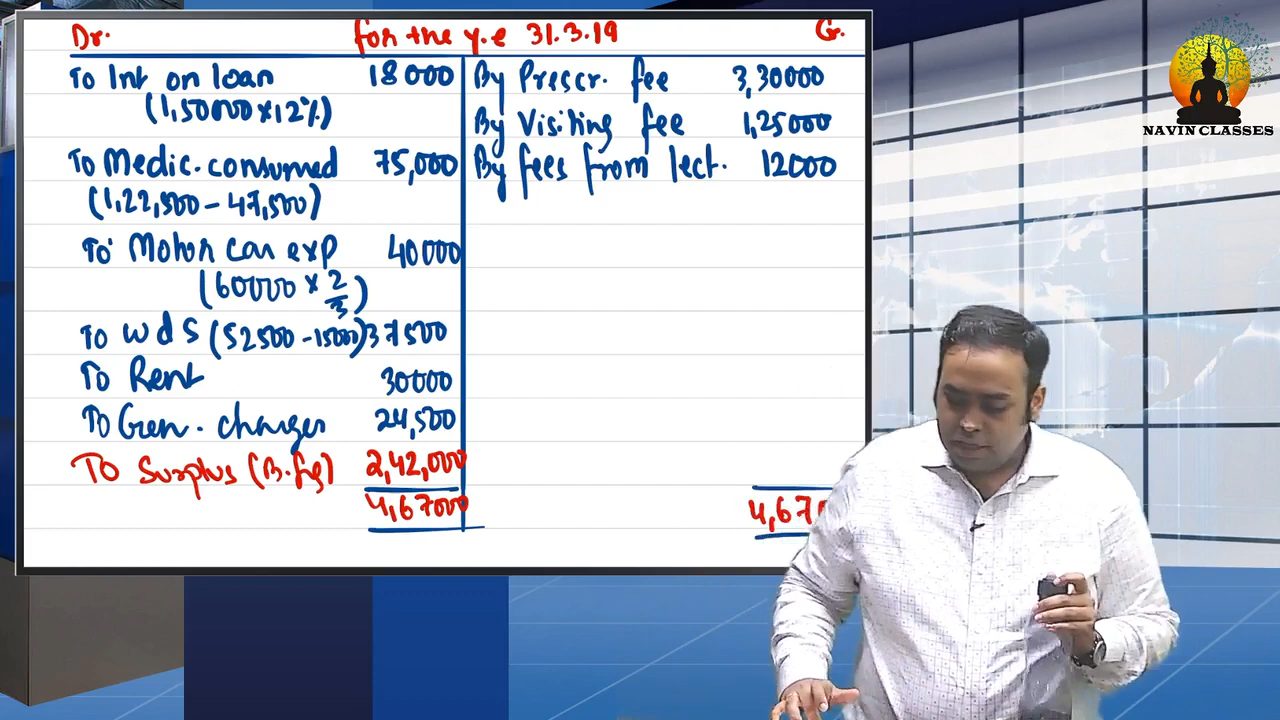 Dr. for the y.e 31.3.19 Cr.
To Int on loan 18000 By Prescr. fee 3,30000
(1,50000 × 12%) By Visiting fee 1,25000
To Medic. consumed 75,000 By fees from lect. 12000
(1,22,500 - 47,500)
To Motor car exp 40000
(60000 × 2/3)
To W d S (52500 - 15000) 37500
To Rent 30000
To Gen. charges 24,500
To Surplus (B.fig) 2,42,000
4,67000 4,67
NAVIN CLASSES